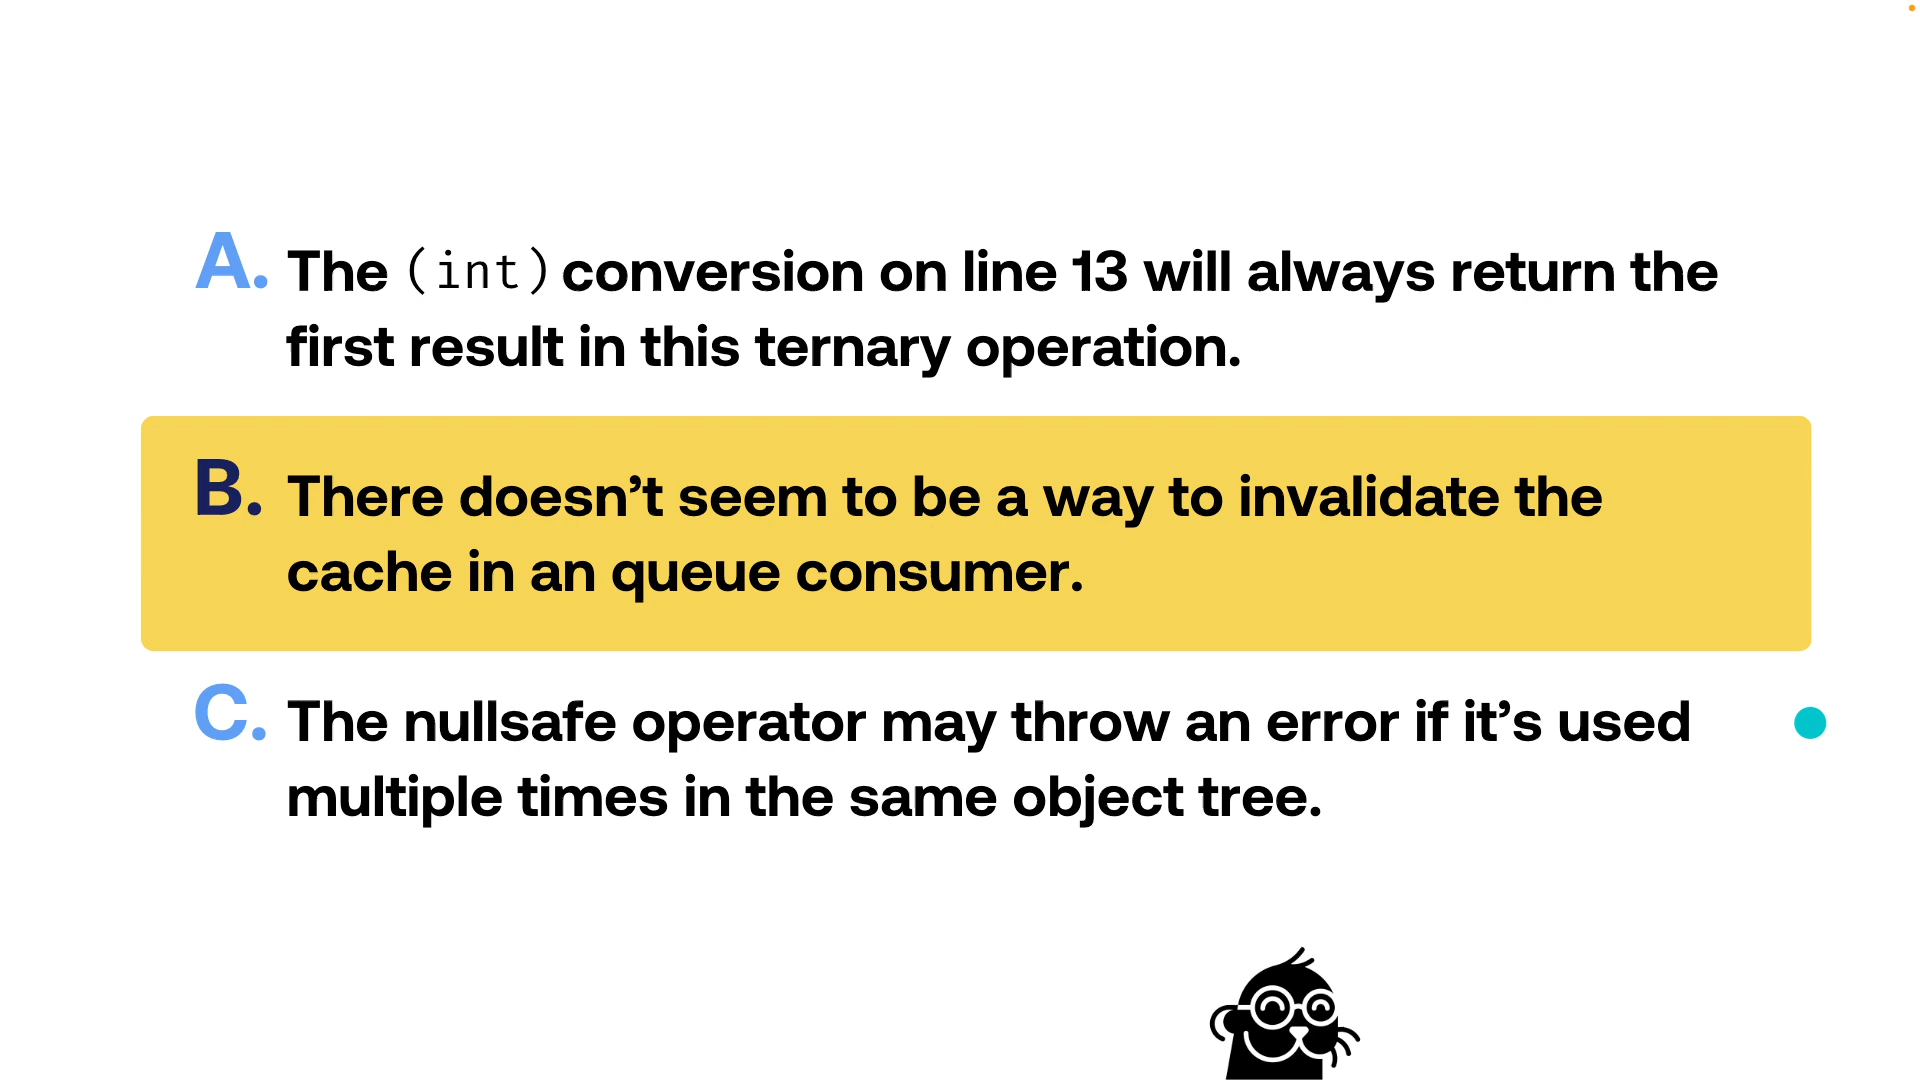 A. The (int) conversion on line 13 will always return the
first result in this ternary operation.
B. There doesn’t seem to be a way to invalidate the
cache in an queue consumer.
C. The nullsafe operator may throw an error if it’s used
multiple times in the same object tree.